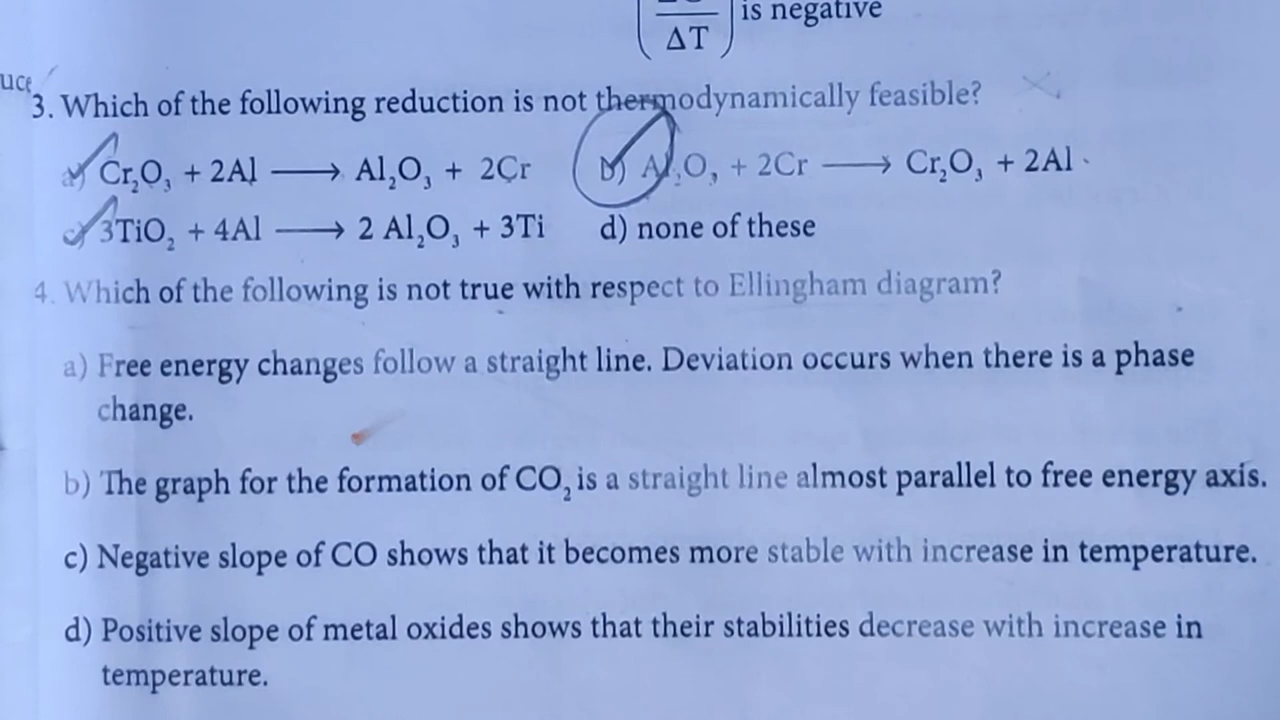 is negative
ΔT
3. Which of the following reduction is not thermodynamically feasible?
a) Cr₂O₃ + 2Al ⟶ Al₂O₃ + 2Cr b) Al₂O₃ + 2Cr ⟶ Cr₂O₃ + 2Al
c) 3TiO₂ + 4Al ⟶ 2 Al₂O₃ + 3Ti d) none of these
4. Which of the following is not true with respect to Ellingham diagram?
a) Free energy changes follow a straight line. Deviation occurs when there is a phase
change.
b) The graph for the formation of CO₂ is a straight line almost parallel to free energy axis.
c) Negative slope of CO shows that it becomes more stable with increase in temperature.
d) Positive slope of metal oxides shows that their stabilities decrease with increase in
temperature.